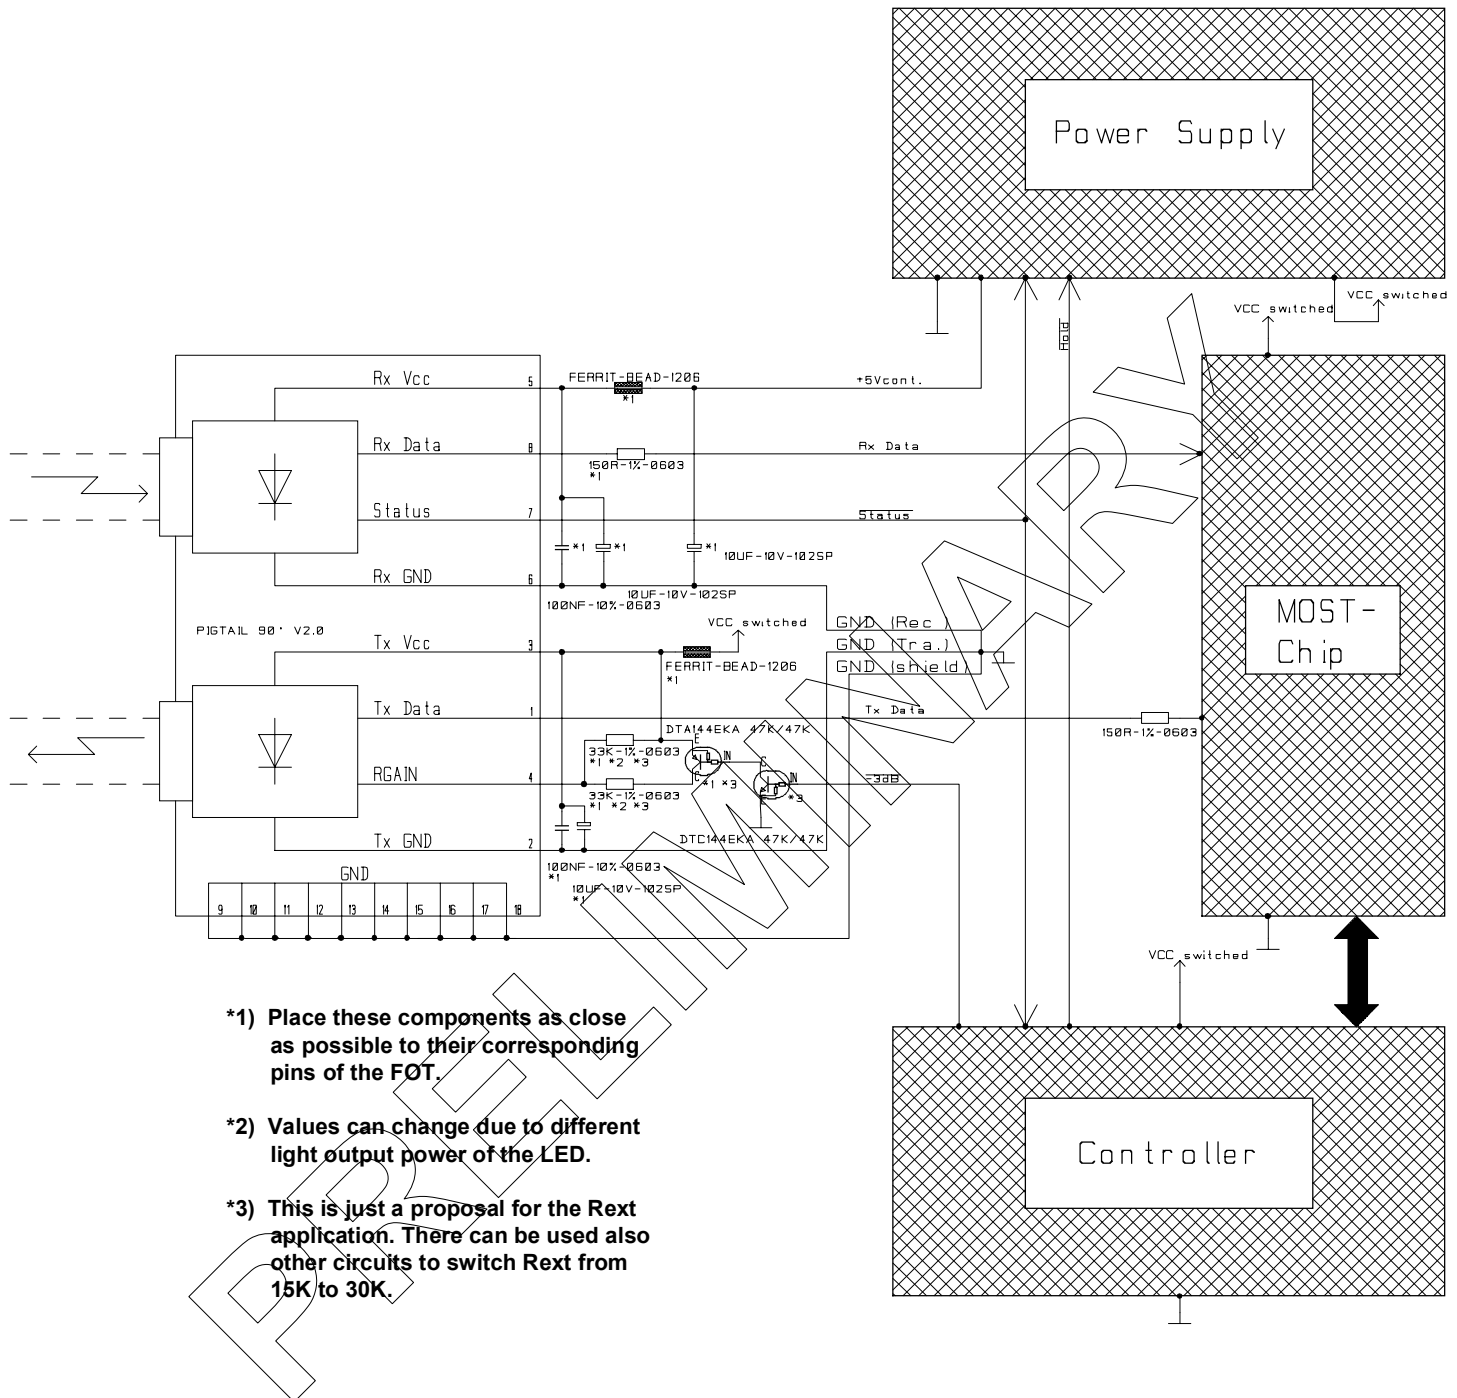 Power Supply
VCC switched
VCC switched
Hold
Rx Vcc
5
FERRIT-BEAD-1206
*1
+5Vcont.
Rx Data
8
150R-1%-0603
*1
Rx Data
Status
7
Status
*1
*1
*1
10UF-10V-102SP
Rx GND
6
10UF-10V-102SP
100NF-10%-0603
MOST-
Chip
PIGTAIL 90° V2.0
VCC switched
GND (Rec.)
GND (Tra.)
GND (shield)
Tx Vcc
3
FERRIT-BEAD-1206
*1
Tx Data
1
Tx Data
150R-1%-0603
DTA144EKA 47K/47K
33K-1%-0603
*1 *2 *3
E
IN
C
*1 *3
RGAIN
4
33K-1%-0603
*1 *2 *3
C
IN
E
*3
-3dB
Tx GND
2
DTC144EKA 47K/47K
100NF-10%-0603
*1
10UF-10V-102SP
*1
GND
9 10 11 12 13 14 15 16 17 18
VCC switched
*1) Place these components as close
as possible to their corresponding
pins of the FOT.
*2) Values can change due to different
light output power of the LED.
*3) This is just a proposal for the Rext
application. There can be used also
other circuits to switch Rext from
15K to 30K.
Controller
PRELIMINARY